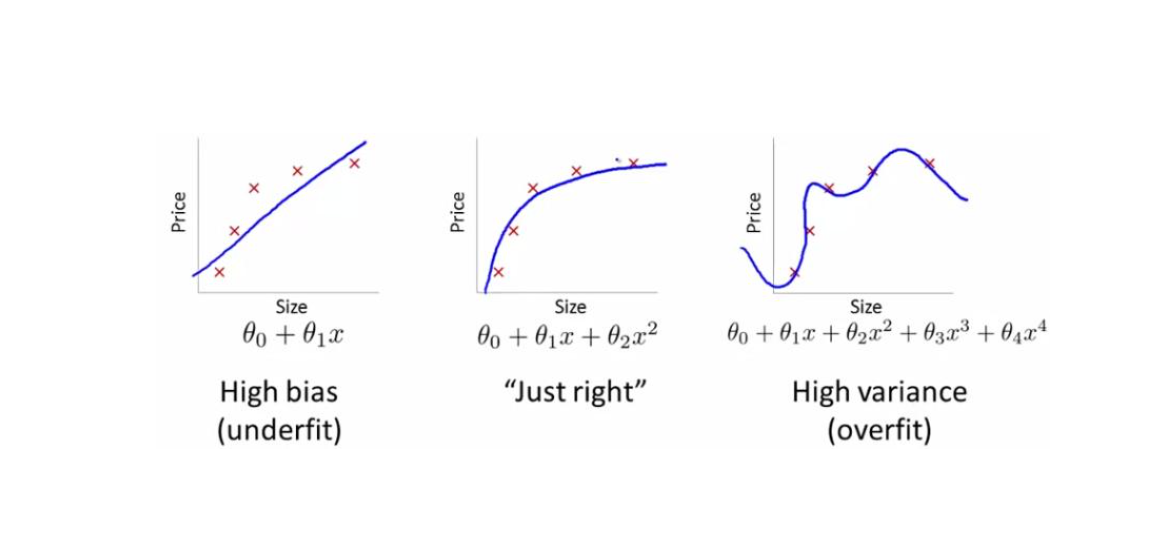 Price
Size
θ₀ + θ₁x
High bias
(underfit)
Price
Size
θ₀ + θ₁x + θ₂x²
“Just right”
Price
Size
θ₀ + θ₁x + θ₂x² + θ₃x³ + θ₄x⁴
High variance
(overfit)